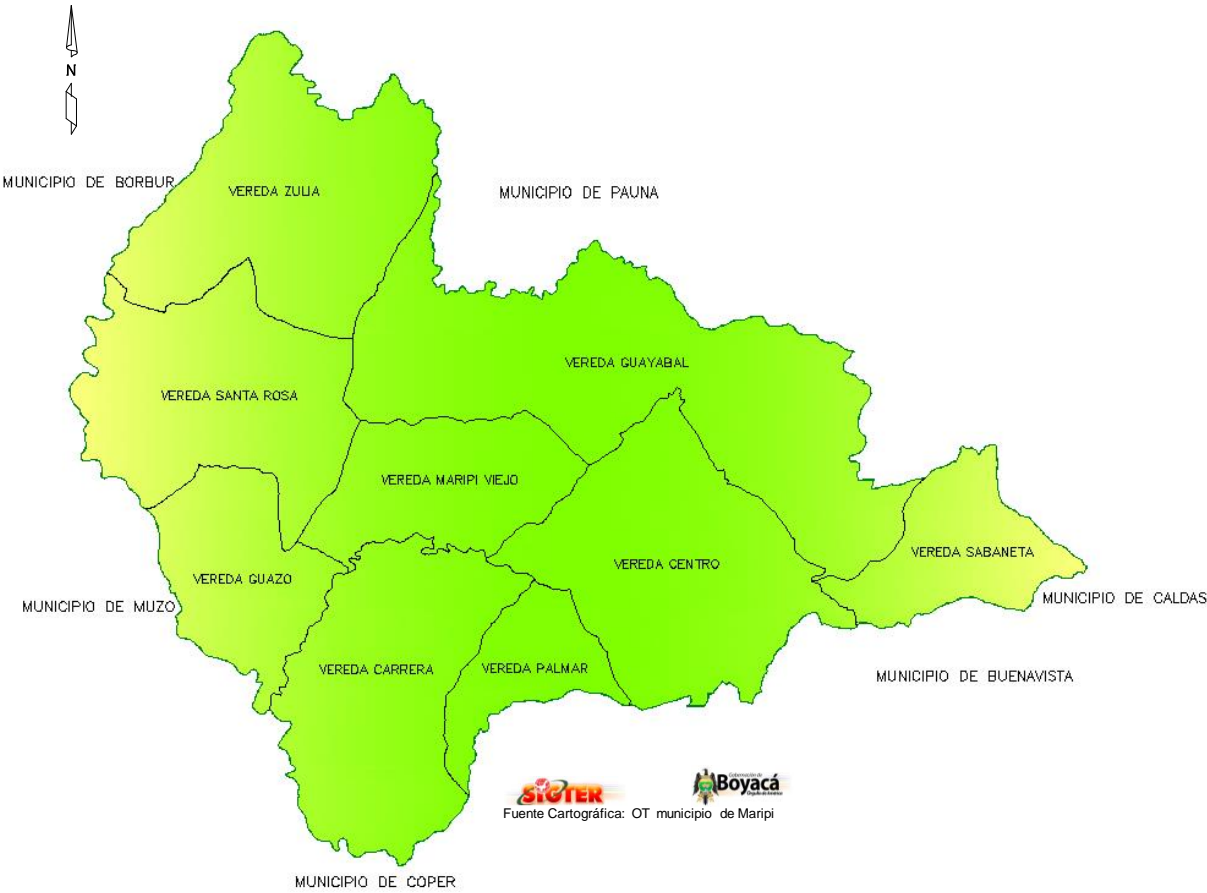 N
MUNICIPIO DE BORBUR
VEREDA ZULIA
MUNICIPIO DE PAUNA
VEREDA GUAYABAL
VEREDA SANTA ROSA
VEREDA MARIPI VIEJO
VEREDA SABANETA
VEREDA CENTRO
VEREDA GUAZO
MUNICIPIO DE CALDAS
MUNICIPIO DE MUZO
VEREDA CARRERA
VEREDA PALMAR
MUNICIPIO DE BUENAVISTA
SIGTER
Gobernación de
Boyacá
Fuente Cartográfica: OT municipio de Maripi
MUNICIPIO DE COPER